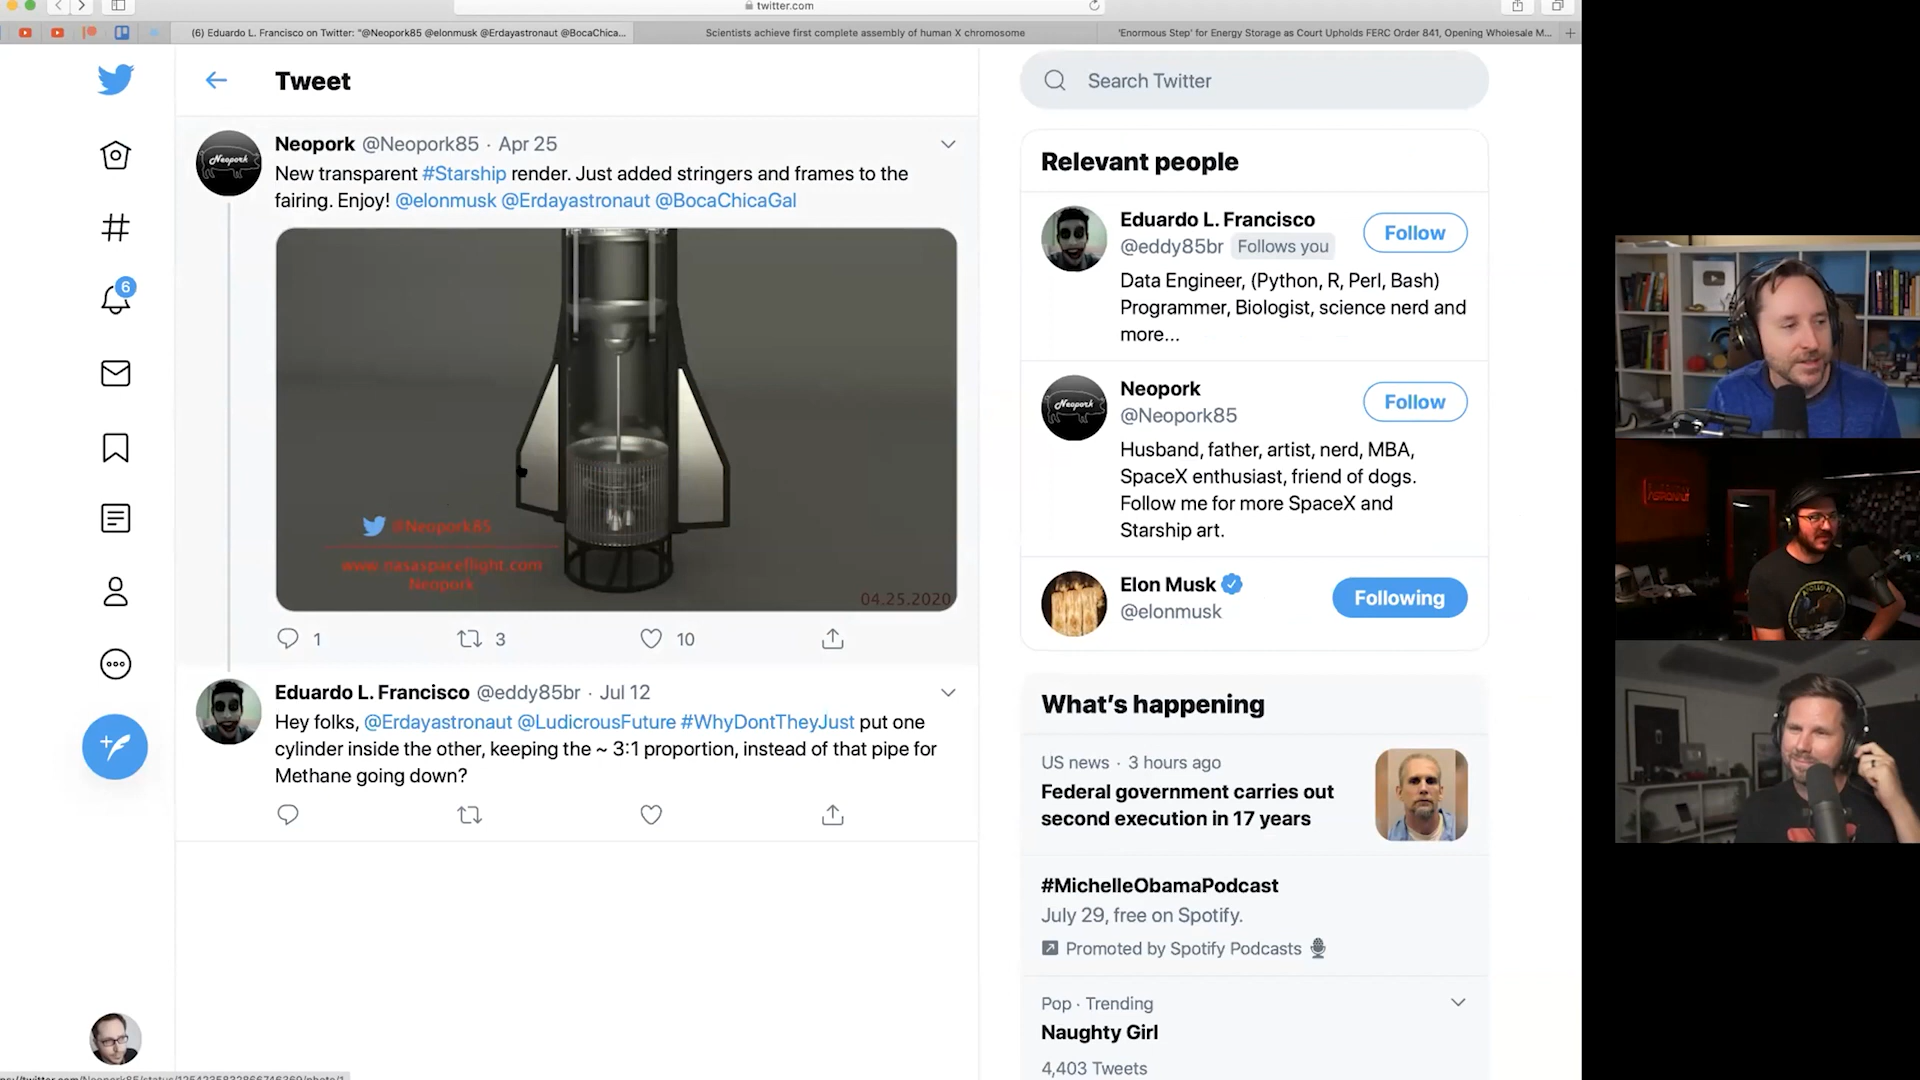 twitter.com
(6) Eduardo L. Francisco on Twitter: "@Neopork85 @elonmusk @Erdayastronaut @BocaChica...
Scientists achieve first complete assembly of human X chromosome
'Enormous Step' for Energy Storage as Court Upholds FERC Order 841, Opening Wholesale M...
Tweet
Search Twitter
Neopork
Neopork @Neopork85 · Apr 25
New transparent #Starship render. Just added stringers and frames to the
fairing. Enjoy! @elonmusk @Erdayastronaut @BocaChicaGal
@Neopork85
www.nasaspaceflight.com
Neopork
04.25.2020
1
3
10
6
Eduardo L. Francisco @eddy85br · Jul 12
Hey folks, @Erdayastronaut @LudicrousFuture #WhyDontTheyJust put one
cylinder inside the other, keeping the ~ 3:1 proportion, instead of that pipe for
Methane going down?
Relevant people
Eduardo L. Francisco
@eddy85br Follows you
Follow
Data Engineer, (Python, R, Perl, Bash)
Programmer, Biologist, science nerd and
more...
Neopork
Neopork
@Neopork85
Follow
Husband, father, artist, nerd, MBA,
SpaceX enthusiast, friend of dogs.
Follow me for more SpaceX and
Starship art.
Elon Musk
@elonmusk
Following
What's happening
US news · 3 hours ago
Federal government carries out
second execution in 17 years
#MichelleObamaPodcast
July 29, free on Spotify.
Promoted by Spotify Podcasts
Pop · Trending
Naughty Girl
4,403 Tweets